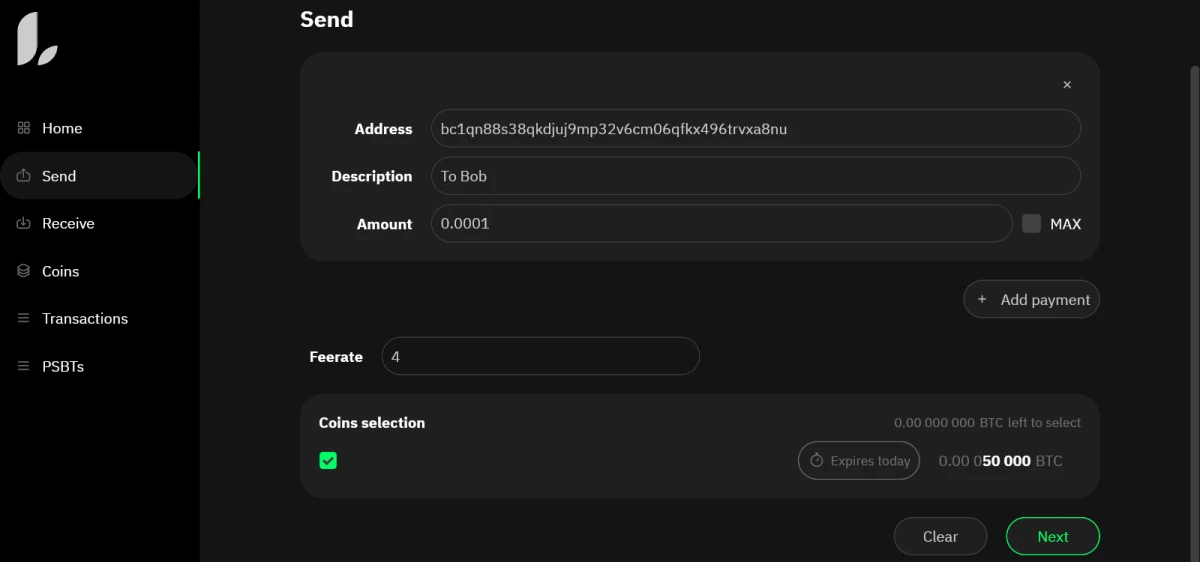 Send
×
Home
Send
Receive
Coins
Transactions
PSBTs
Address bc1qn88s38qkdjuj9mp32v6cm06qfkx496trvxa8nu
Description To Bob
Amount 0.0001 MAX
+ Add payment
Feerate 4
Coins selection 0.00 000 000 BTC left to select
Expires today 0.00 050 000 BTC
Clear Next